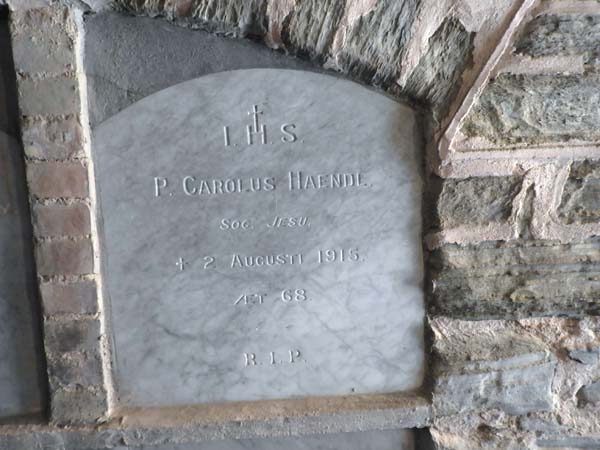 I.H.S.
P. CAROLUS HAENDL.
SOC. JESU.
+ 2. AUGUSTI 1915.
ÆT 68.
R.I.P.